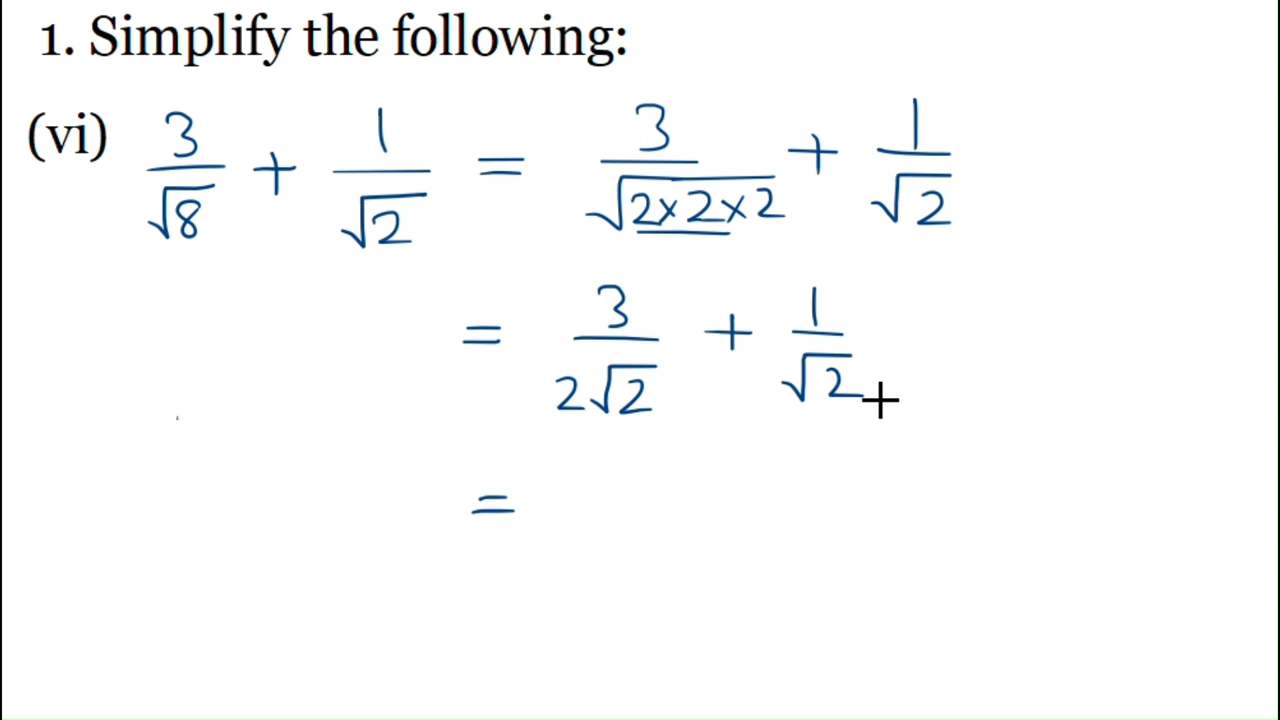 1. Simplify the following:
(vi) 3/√8 + 1/√2 = 3/√(2×2×2) + 1/√2
= 3/(2√2) + 1/√2
=